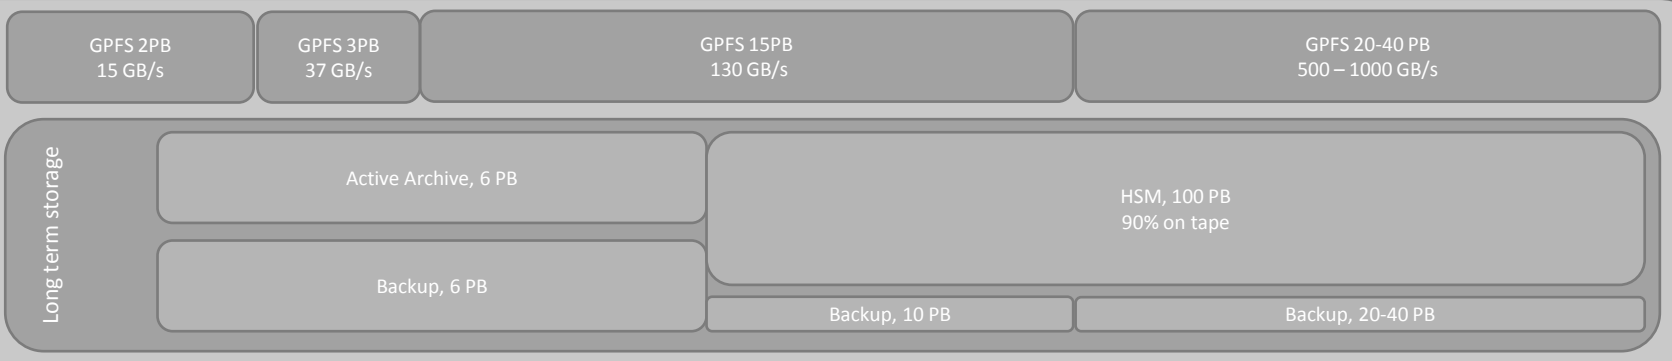 GPFS 2PB
15 GB/s
GPFS 3PB
37 GB/s
GPFS 15PB
130 GB/s
GPFS 20-40 PB
500 – 1000 GB/s
Long term storage
Active Archive, 6 PB
Backup, 6 PB
HSM, 100 PB
90% on tape
Backup, 10 PB
Backup, 20-40 PB